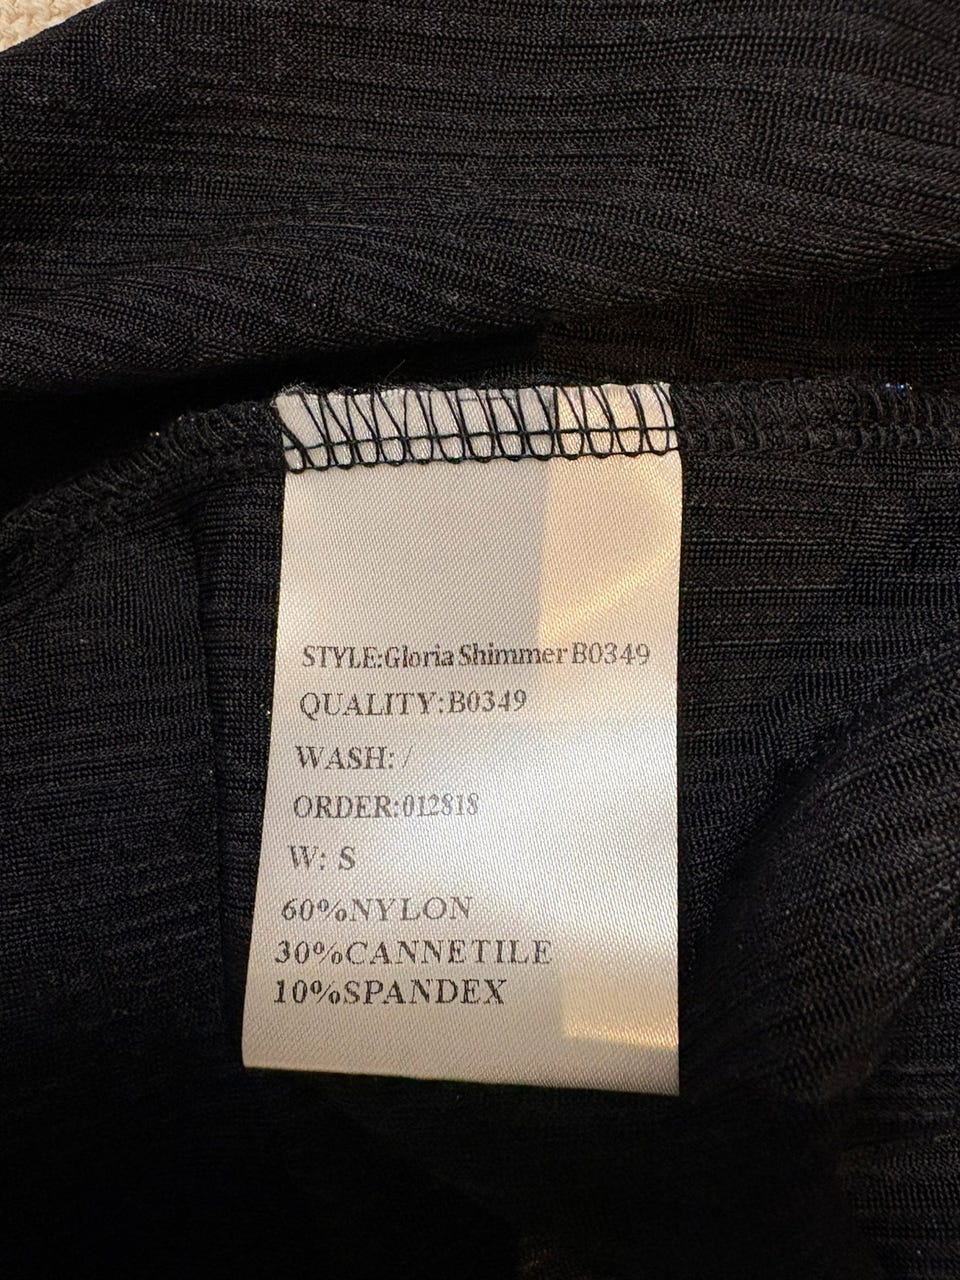 STYLE:Gloria Shimmer B0349
QUALITY:B0349
WASH: /
ORDER:012818
W: S
60%NYLON
30%CANNETILE
10%SPANDEX